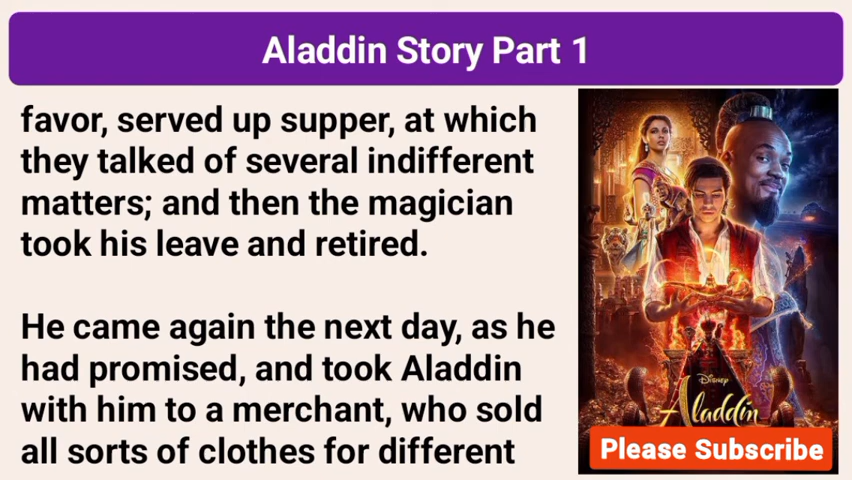 Aladdin Story Part 1
favor, served up supper, at which
they talked of several indifferent
matters; and then the magician
took his leave and retired.
He came again the next day, as he
had promised, and took Aladdin
with him to a merchant, who sold
all sorts of clothes for different
Disney
Aladdin
Please Subscribe